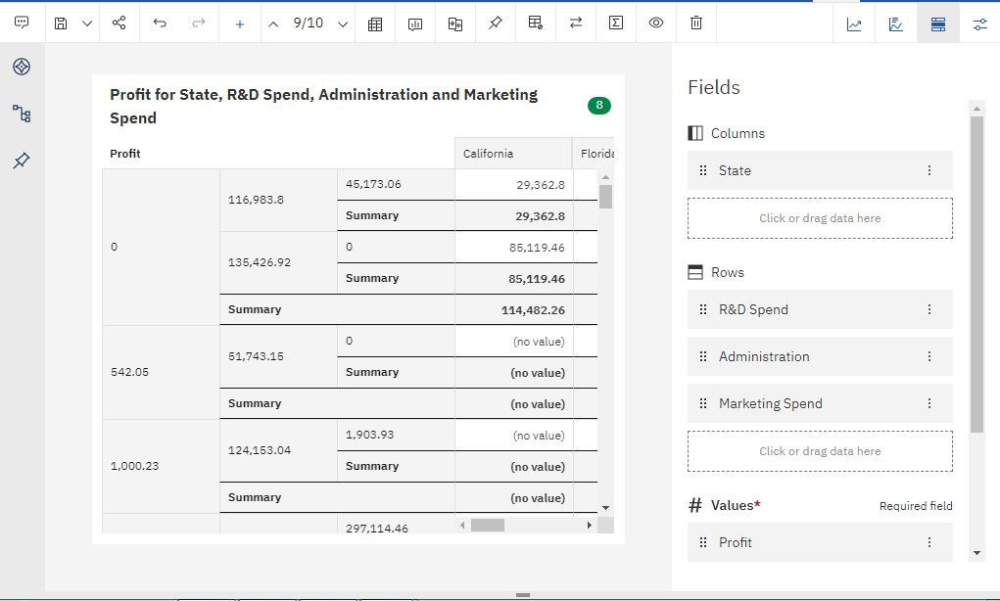 9/10
Profit for State, R&D Spend, Administration and Marketing
Spend
8
Profit
California
Florida
0
116,983.8
45,173.06
29,362.8
Summary
29,362.8
135,426.92
0
85,119.46
Summary
85,119.46
Summary
114,482.26
542.05
51,743.15
0
(no value)
Summary
(no value)
Summary
(no value)
1,000.23
124,153.04
1,903.93
(no value)
Summary
(no value)
Summary
(no value)
297,114.46
Fields
Columns
State
Click or drag data here
Rows
R&D Spend
Administration
Marketing Spend
Click or drag data here
# Values*
Required field
Profit